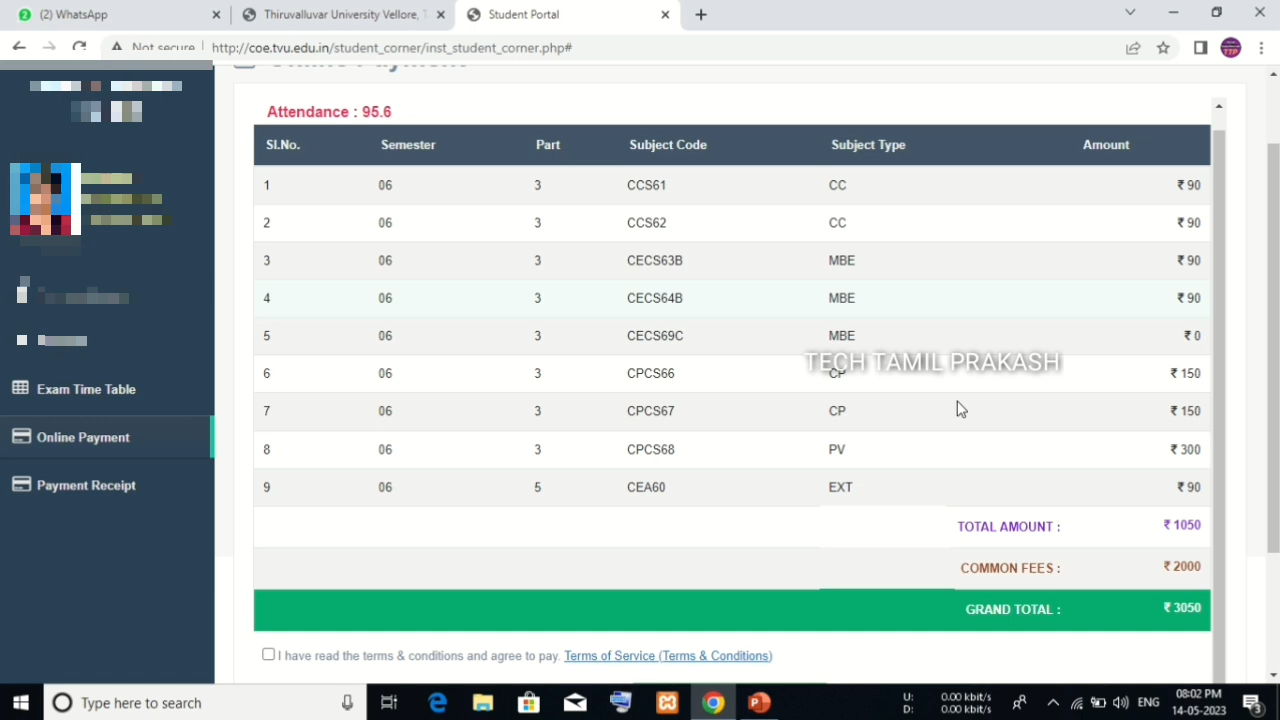 (2) WhatsApp
Thiruvalluvar University Vellore,
Student Portal
Not secure http://coe.tvu.edu.in/student_corner/inst_student_corner.php#
Online Payment
Attendance : 95.6
Sl.No. Semester Part Subject Code Subject Type Amount
1 06 3 CCS61 CC ₹ 90
2 06 3 CCS62 CC ₹ 90
3 06 3 CECS63B MBE ₹ 90
4 06 3 CECS64B MBE ₹ 90
5 06 3 CECS69C MBE ₹ 0
TECH TAMIL PRAKASH
6 06 3 CPCS66 CP ₹ 150
7 06 3 CPCS67 CP ₹ 150
8 06 3 CPCS68 PV ₹ 300
9 06 5 CEA60 EXT ₹ 90
TOTAL AMOUNT : ₹ 1050
COMMON FEES : ₹ 2000
GRAND TOTAL : ₹ 3050
I have read the terms & conditions and agree to pay. Terms of Service (Terms & Conditions)
Exam Time Table
Online Payment
Payment Receipt
Type here to search
U: 0.00 kbit/s
D: 0.00 kbit/s
ENG
08:02 PM
14-05-2023
3